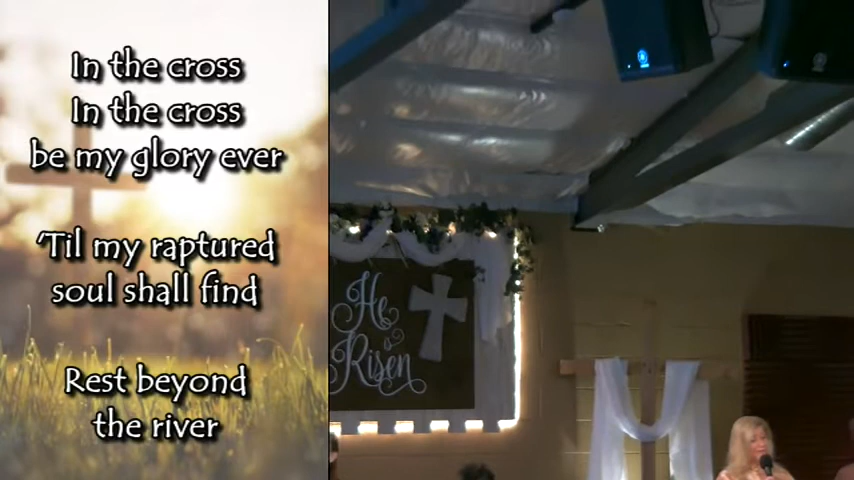 In the cross
In the cross
be my glory ever
'Til my raptured
soul shall find
Rest beyond
the river
He
is
Risen